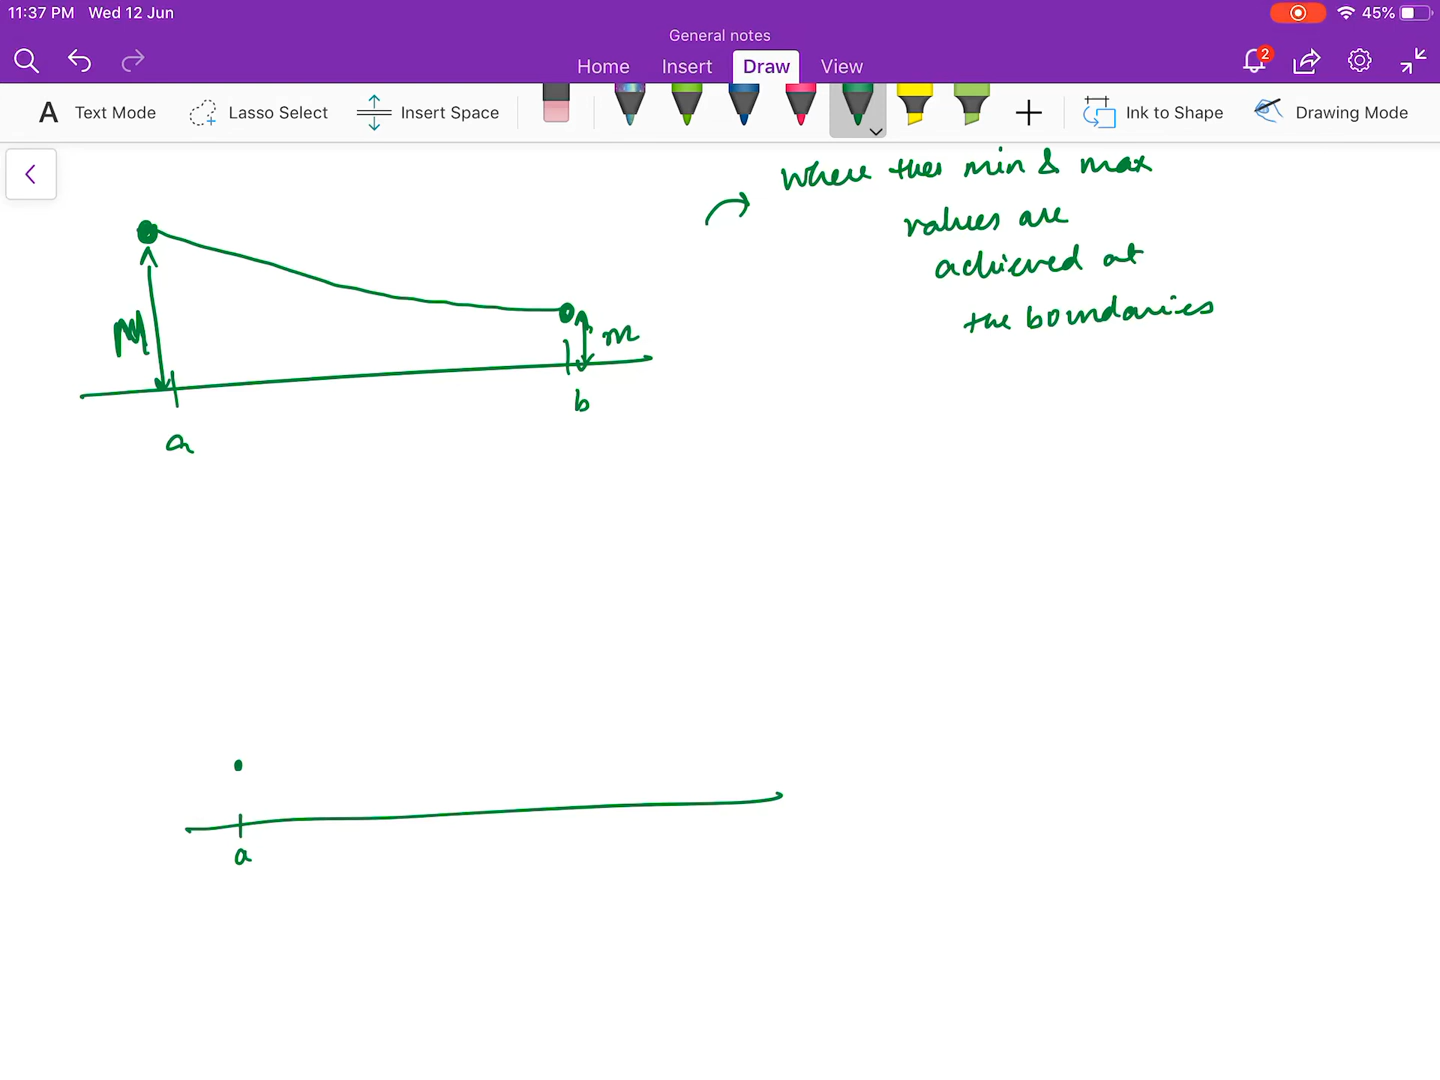 11:37 PM Wed 12 Jun
45%
General notes
Home Insert Draw View
2
A Text Mode Lasso Select Insert Space Ink to Shape Drawing Mode
where the min & max
values are
achieved at
the boundaries
M
m
a
b
a